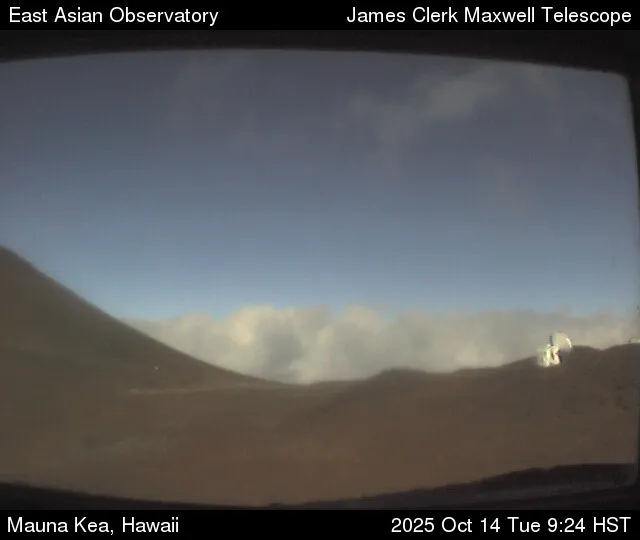 East Asian Observatory
James Clerk Maxwell Telescope
Mauna Kea, Hawaii
2025 Oct 14 Tue 9:24 HST